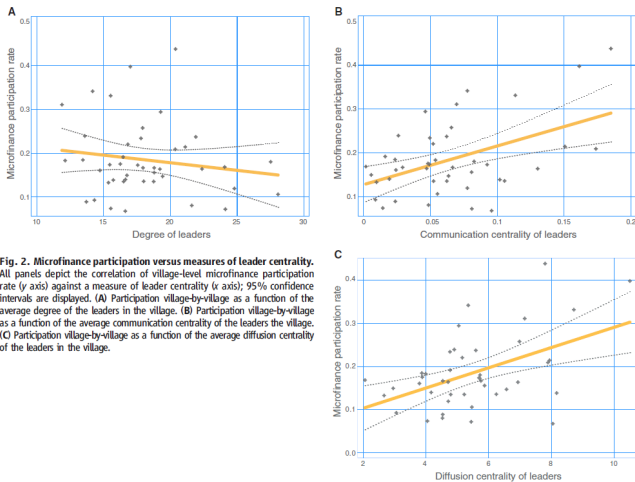 A
0.5
0.4
0.3
0.2
0.1
Microfinance participation rate
10
15
20
25
30
Degree of leaders
B
0.5
0.4
0.3
0.2
0.1
Microfinance participation rate
0
0.05
0.1
0.15
0.2
Communication centrality of leaders
Fig. 2. Microfinance participation versus measures of leader centrality.
All panels depict the correlation of village-level microfinance participation
rate (y axis) against a measure of leader centrality (x axis); 95% confidence
intervals are displayed. (A) Participation village-by-village as a function of the
average degree of the leaders in the village. (B) Participation village-by-village
as a function of the average communication centrality of the leaders the village.
(C) Participation village-by-village as a function of the average diffusion centrality
of the leaders in the village.
C
0.4
0.3
0.2
0.1
0.0
Microfinance participation rate
2
4
6
8
10
Diffusion centrality of leaders